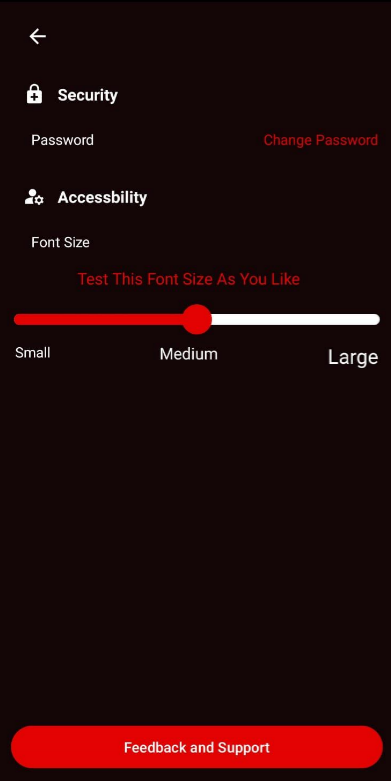 Security
Password Change Password
Accessbility
Font Size
Test This Font Size As You Like
Small Medium Large
Feedback and Support